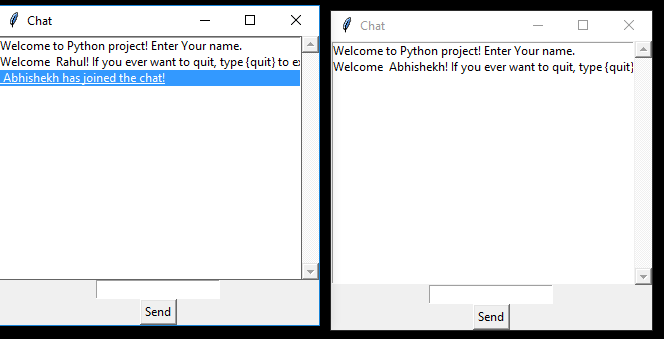 Chat
Welcome to Python project! Enter Your name.
Welcome  Rahul! If you ever want to quit, type {quit} to ex
Abhishekh has joined the chat!
Send
Chat
Welcome to Python project! Enter Your name.
Welcome  Abhishekh! If you ever want to quit, type {quit}
Send